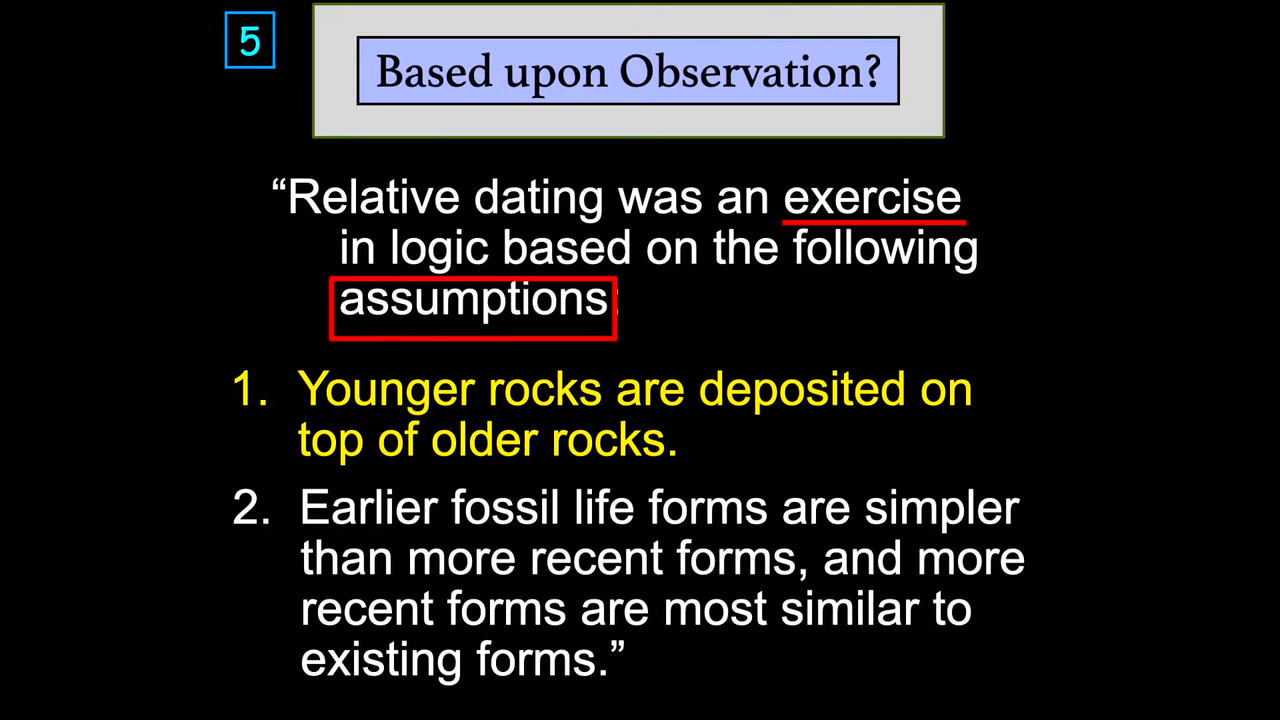 5
Based upon Observation?
“Relative dating was an exercise
in logic based on the following
assumptions:
1. Younger rocks are deposited on
top of older rocks.
2. Earlier fossil life forms are simpler
than more recent forms, and more
recent forms are most similar to
existing forms.”